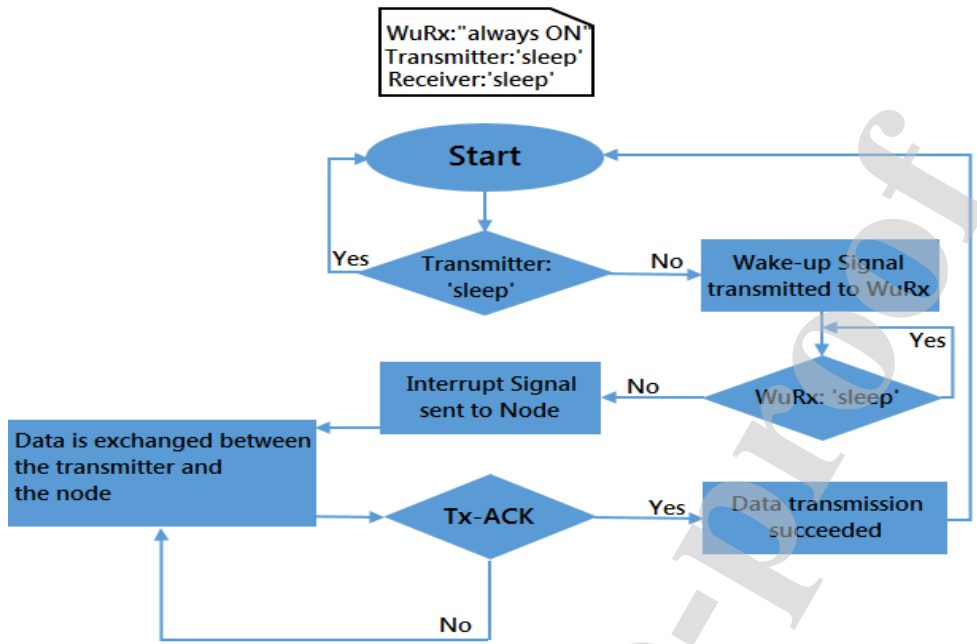 WuRx:"always ON"
Transmitter:'sleep'
Receiver:'sleep'
Start
Yes
Transmitter:
'sleep'
No
Wake-up Signal
transmitted to WuRx
Yes
Interrupt Signal
sent to Node
No
WuRx: 'sleep'
Data is exchanged between
the transmitter and
the node
Tx-ACK
Yes
Data transmission
succeeded
No
-proof